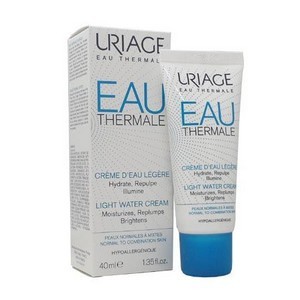 URIAGE
EAU THERMALE
EAU
THERMALE
CRÈME D'EAU LÉGÈRE
Hydrate, Repulpe
Illumine
LIGHT WATER CREAM
Moisturizes, Replumps
Brightens
PEAUX NORMALES À MIXTES
NORMAL TO COMBINATION SKIN
HYPOALLERGÉNIQUE
40ml℮ 1.35 fl.oz.
URIAGE
EAU THERMALE
EAU
THERMALE
CRÈME D'EAU LÉGÈRE
Hydrate, Repulpe
Illumine
LIGHT WATER CREAM
Moisturizes, Replumps
Brightens